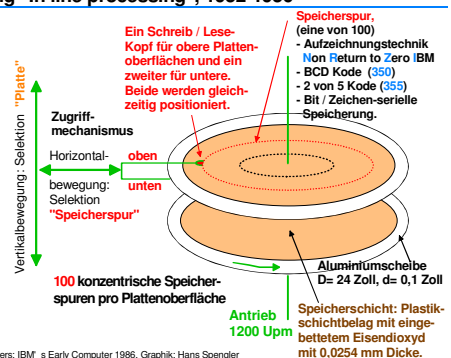 "in line processing", 1952-1956
Speicherspur,
(eine von 100)
- Aufzeichnungstechnik
Non Return to Zero IBM
- BCD Kode (350)
- 2 von 5 Kode (355)
- Bit / Zeichen-serielle
Speicherung.
Ein Schreib / Lese-
Kopf für obere Platten-
oberflächen und ein
zweiter für untere.
Beide werden gleich-
zeitig positioniert.
Vertikalbewegung: Selektion "Platte"
Zugriff-
mechanismus
Horizontal-
bewegung:
Selektion
"Speicherspur"
oben
unten
100 konzentrische Speicher-
spuren pro Plattenoberfläche
Aluminiumscheibe
D= 24 Zoll, d= 0,1 Zoll
Antrieb
1200 Upm
Speicherschicht: Plastik-
schichtbelag mit einge-
bettetem Eisendioxyd
mit 0,0254 mm Dicke.
ers: IBM' s Early Computer 1986, Graphik: Hans Spengler